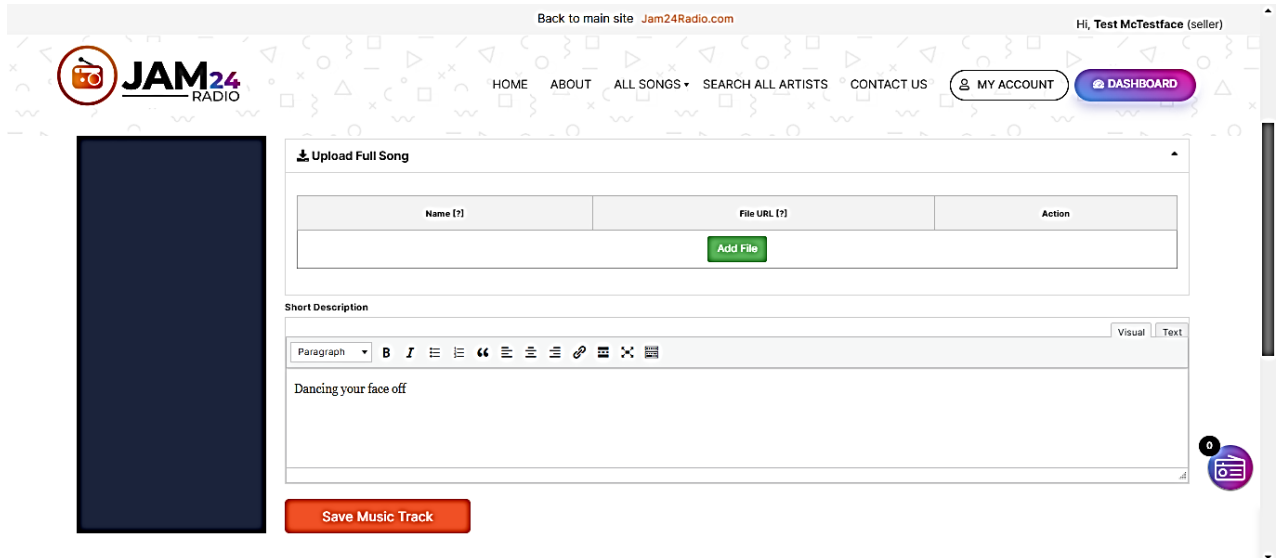 Back to main site Jam24Radio.com
Hi, Test McTestface (seller)
JAM24
RADIO
HOME ABOUT ALL SONGS SEARCH ALL ARTISTS CONTACT US MY ACCOUNT DASHBOARD
Upload Full Song
Name [?] File URL [?] Action
Add File
Short Description
Visual Text
Paragraph B I
Dancing your face off
0
Save Music Track